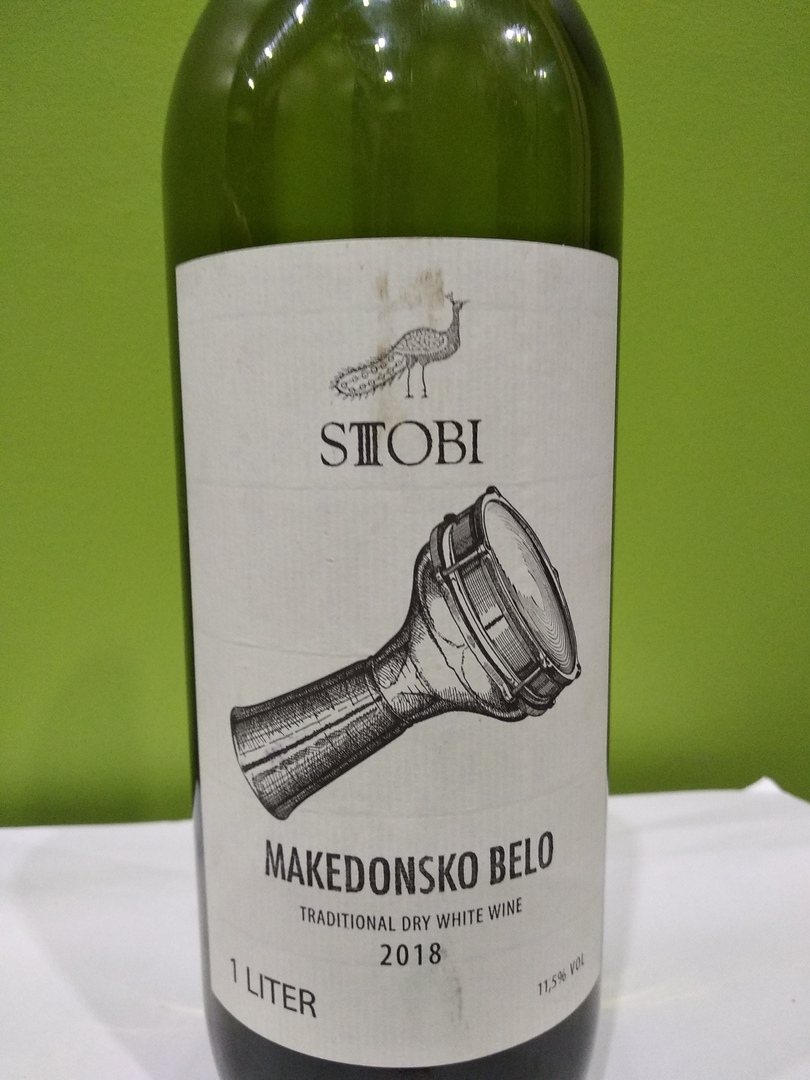 STOBI
MAKEDONSKO BELO
TRADITIONAL DRY WHITE WINE
2018
1 LITER
11,5% VOL